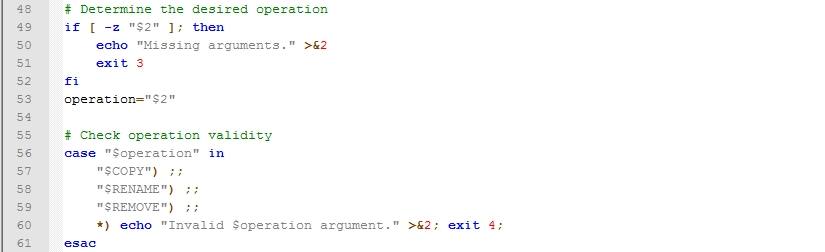 48 # Determine the desired operation
49 if [ -z "$2" ]; then
50     echo "Missing arguments." >&2
51     exit 3
52 fi
53 operation="$2"
54
55 # Check operation validity
56 case "$operation" in
57     "$COPY") ;;
58     "$RENAME") ;;
59     "$REMOVE") ;;
60     *) echo "Invalid $operation argument." >&2; exit 4;
61 esac